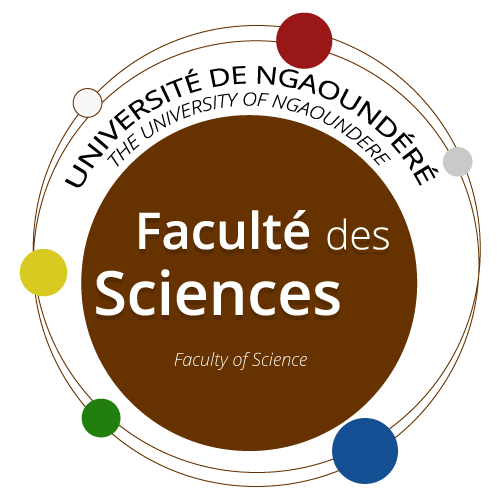 UNIVERSITÉ DE NGAOUNDÉRÉ
THE UNIVERSITY OF NGAOUNDERE
Faculté des
Sciences
Faculty of Science